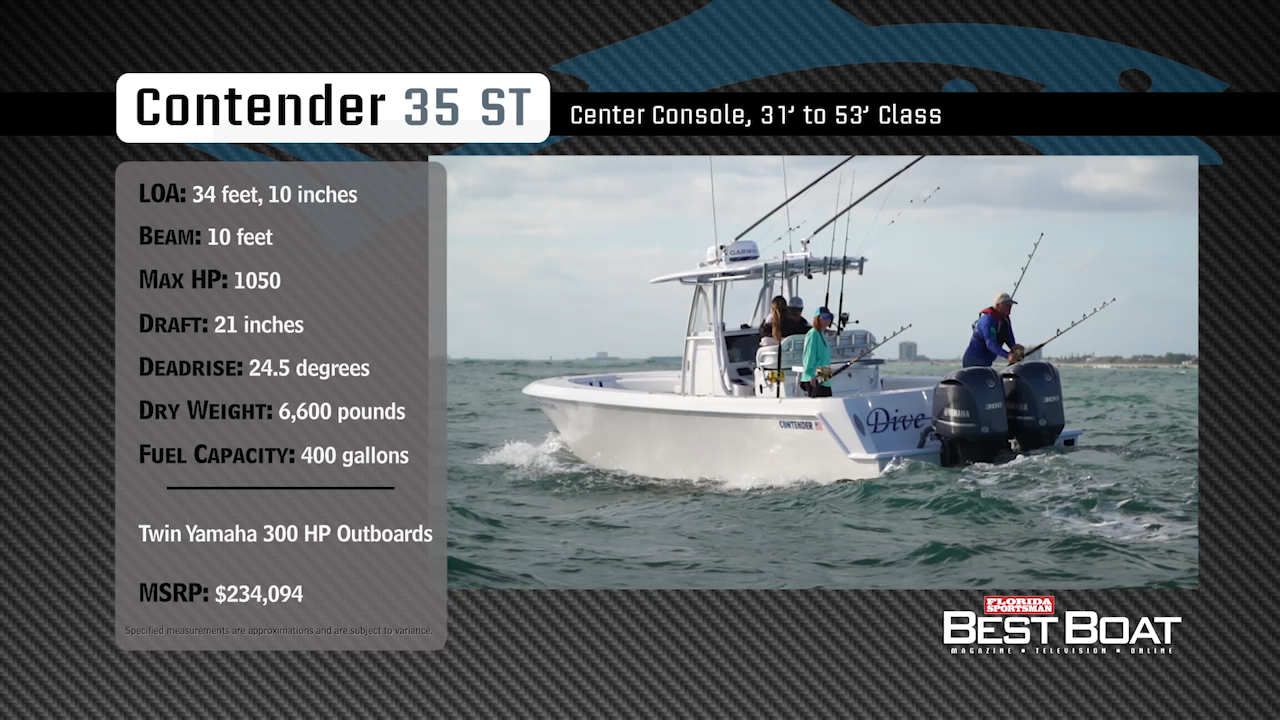 Contender 35 ST
Center Console, 31' to 53' Class
LOA: 34 feet, 10 inches
BEAM: 10 feet
MAX HP: 1050
DRAFT: 21 inches
DEADRISE: 24.5 degrees
DRY WEIGHT: 6,600 pounds
FUEL CAPACITY: 400 gallons
Twin Yamaha 300 HP Outboards
MSRP: $234,094
Specified measurements are approximations and are subject to variance.
GARMIN
CONTENDER
Dive
YAMAHA
300
300
FLORIDA
SPORTSMAN
BEST BOAT
MAGAZINE • TELEVISION • ONLINE